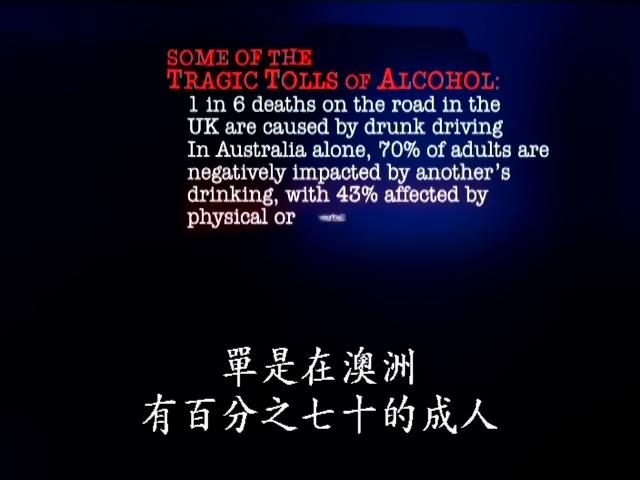 SOME OF THE
TRAGIC TOLLS OF ALCOHOL:
1 in 6 deaths on the road in the
UK are caused by drunk driving
In Australia alone, 70% of adults are
negatively impacted by another's
drinking, with 43% affected by
physical or
單是在澳洲
有百分之七十的成人